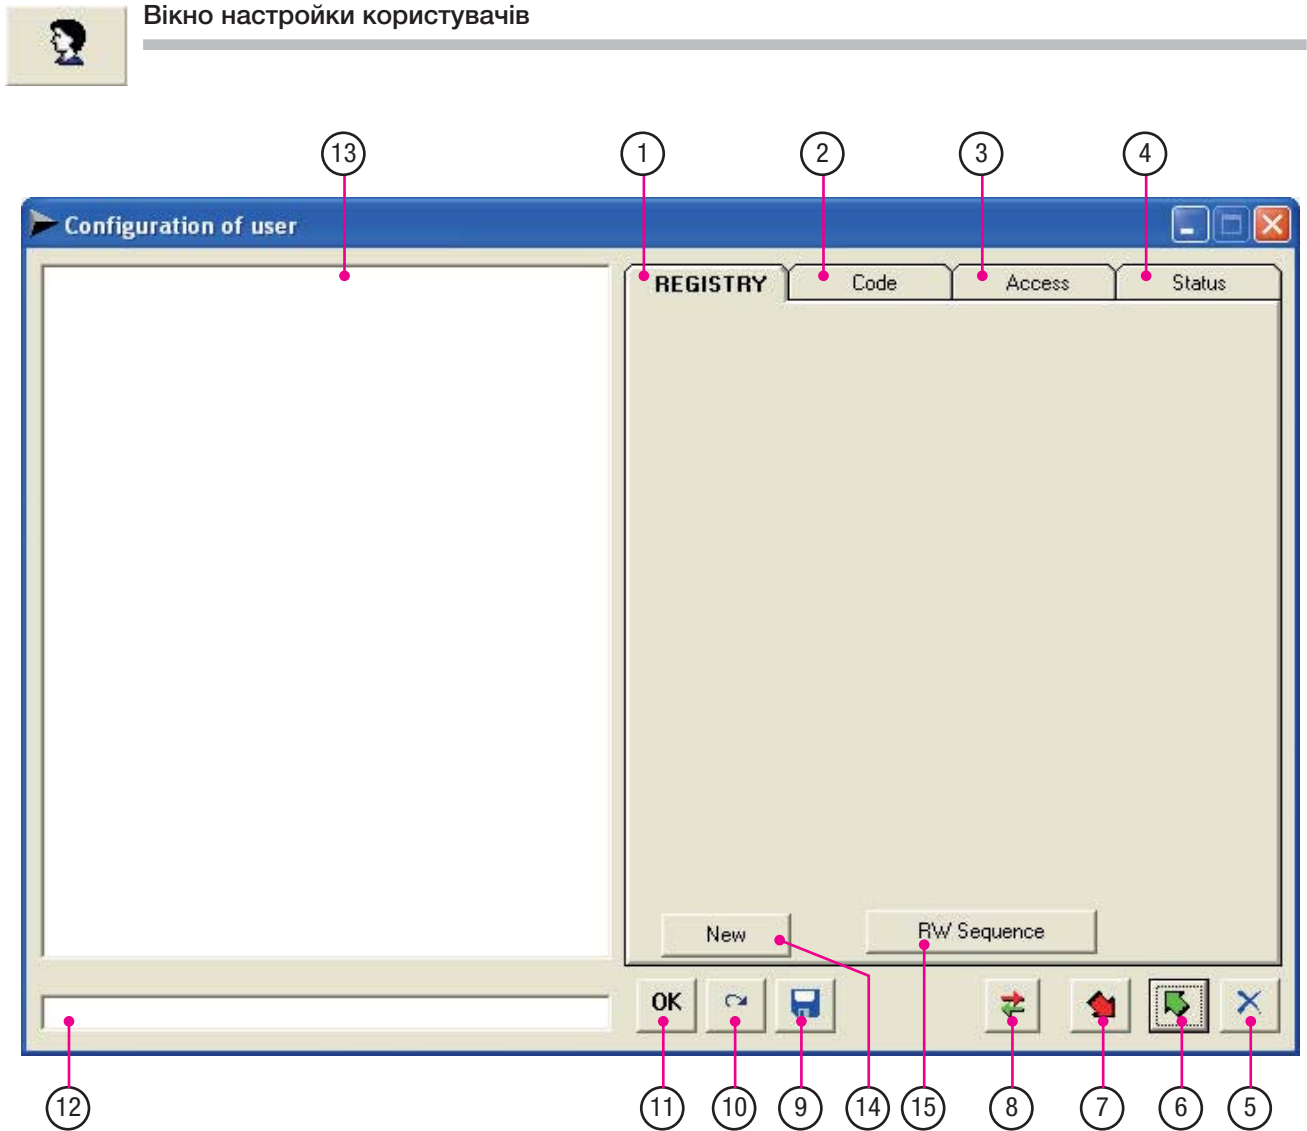 Вікно настройки користувачів
13 1 2 3 4
Configuration of user
REGISTRY Code Access Status
New RW Sequence
OK
12 11 10 9 14 15 8 7 6 5